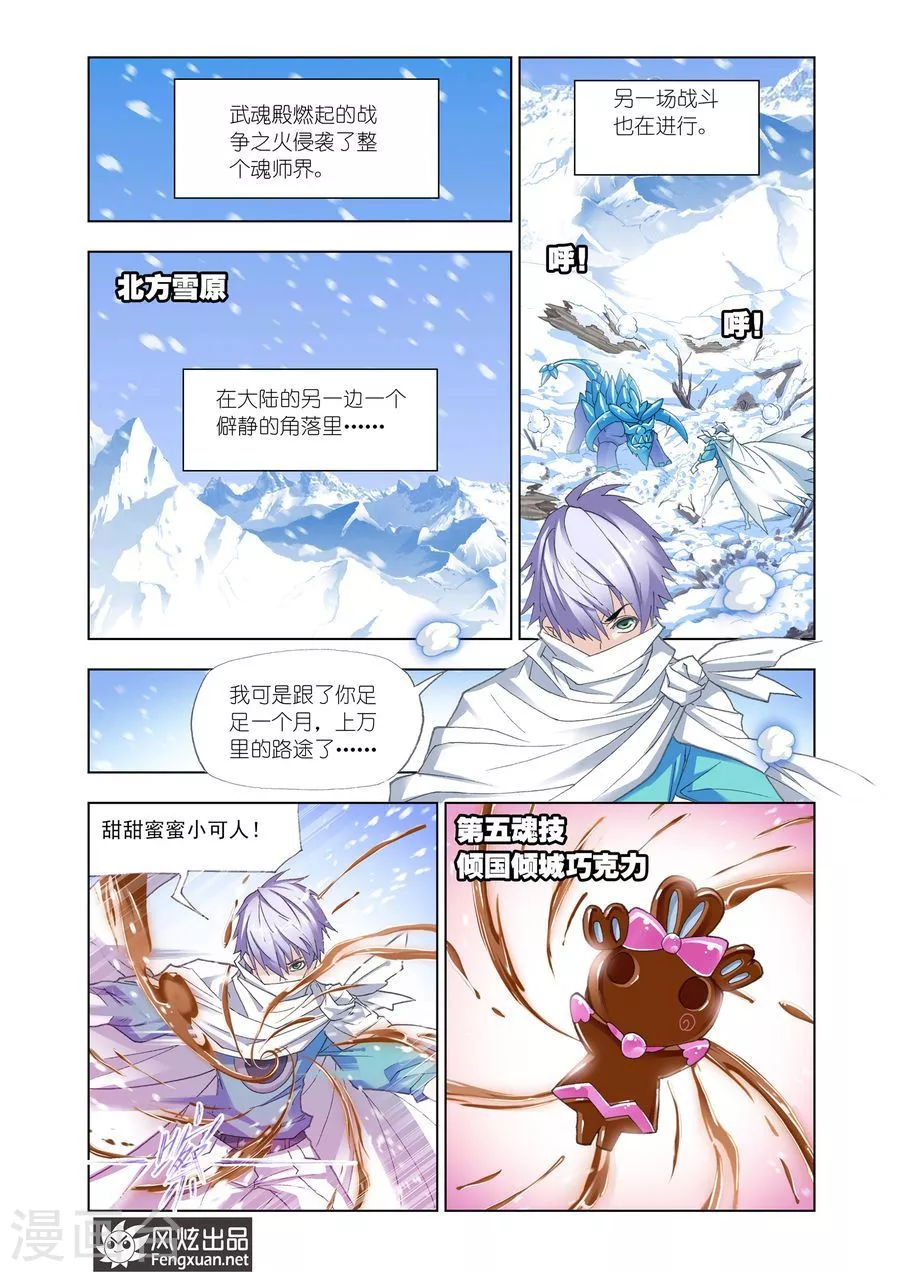 武魂殿燃起的战
争之火侵袭了整
个魂师界。
北方雪原
在大陆的另一边一个
僻静的角落里……
另一场战斗
也在进行。
呼！
呼！
我可是跟了你足
足一个月，上万
里的路途了……
甜甜蜜蜜小可人！
第五魂技
倾国倾城巧克力
风炫出品
Fengxuan.net